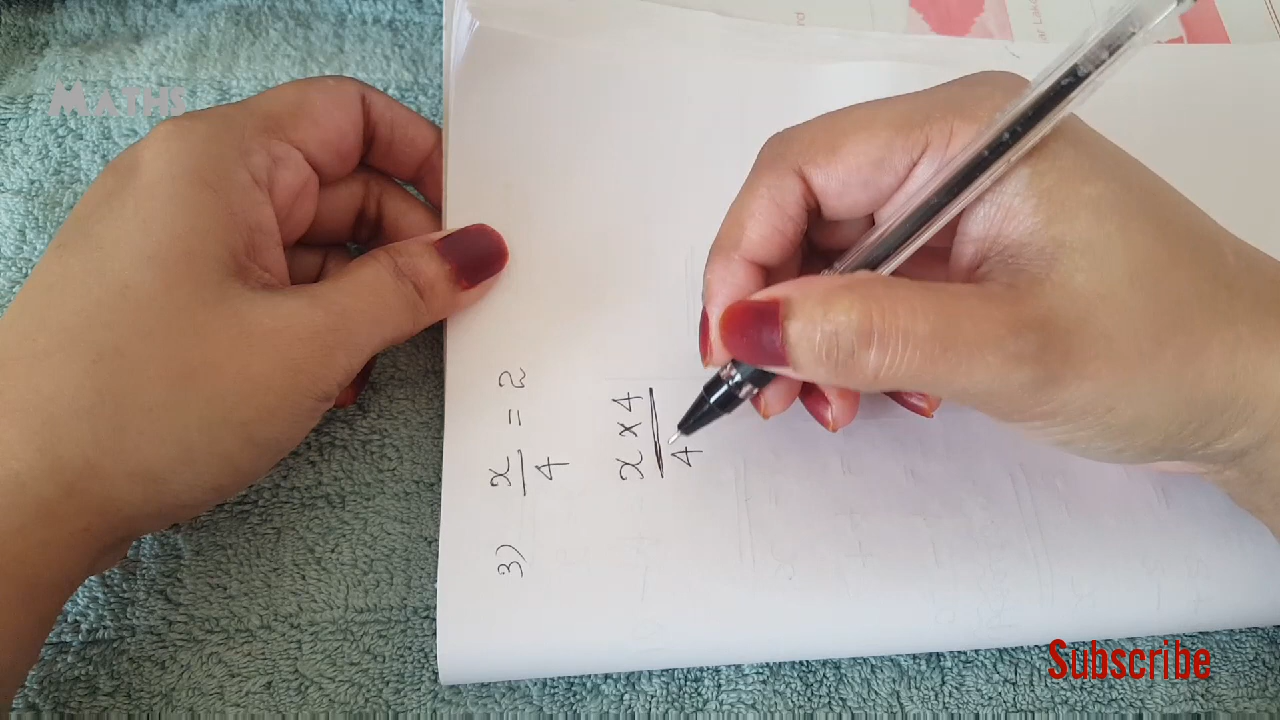 MATHS
3) x/4 = 2
x × 4/4
Subscribe